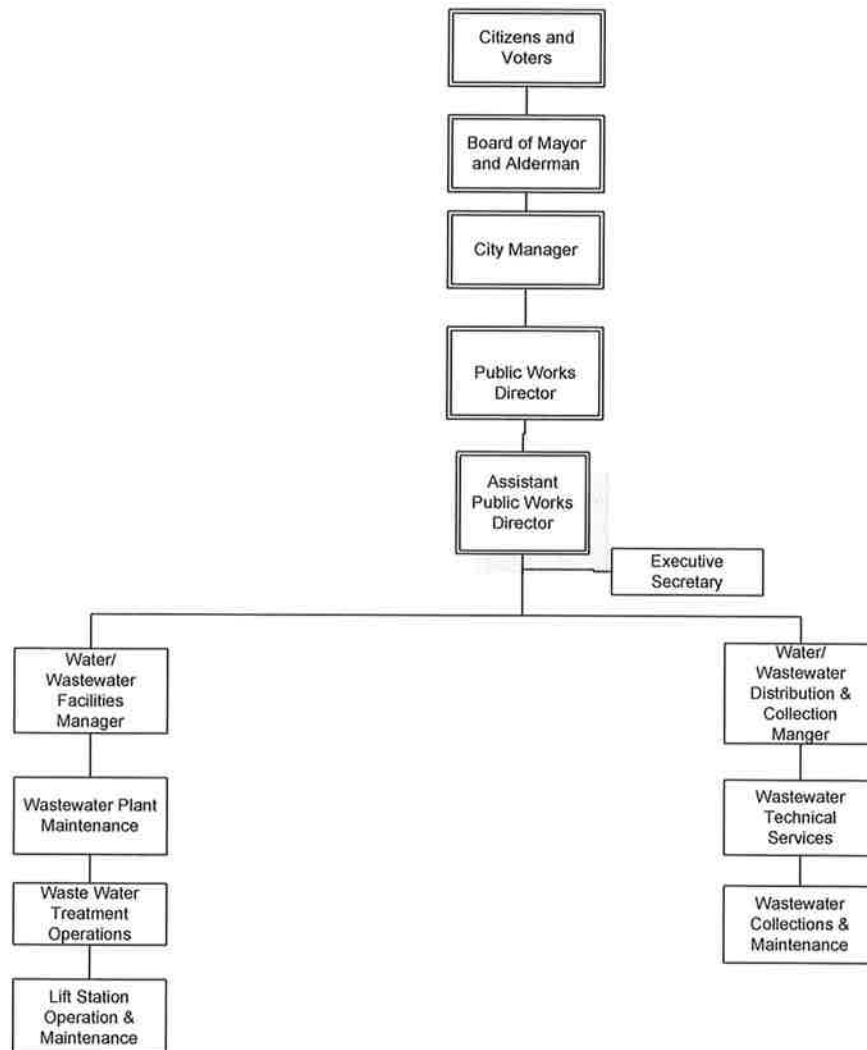 Citizens and
Voters
Board of Mayor
and Alderman
City Manager
Public Works
Director
Assistant
Public Works
Director
Executive
Secretary
Water/
Wastewater
Facilities
Manager
Wastewater Plant
Maintenance
Waste Water
Treatment
Operations
Lift Station
Operation &
Maintenance
Water/
Wastewater
Distribution &
Collection
Manger
Wastewater
Technical
Services
Wastewater
Collections &
Maintenance